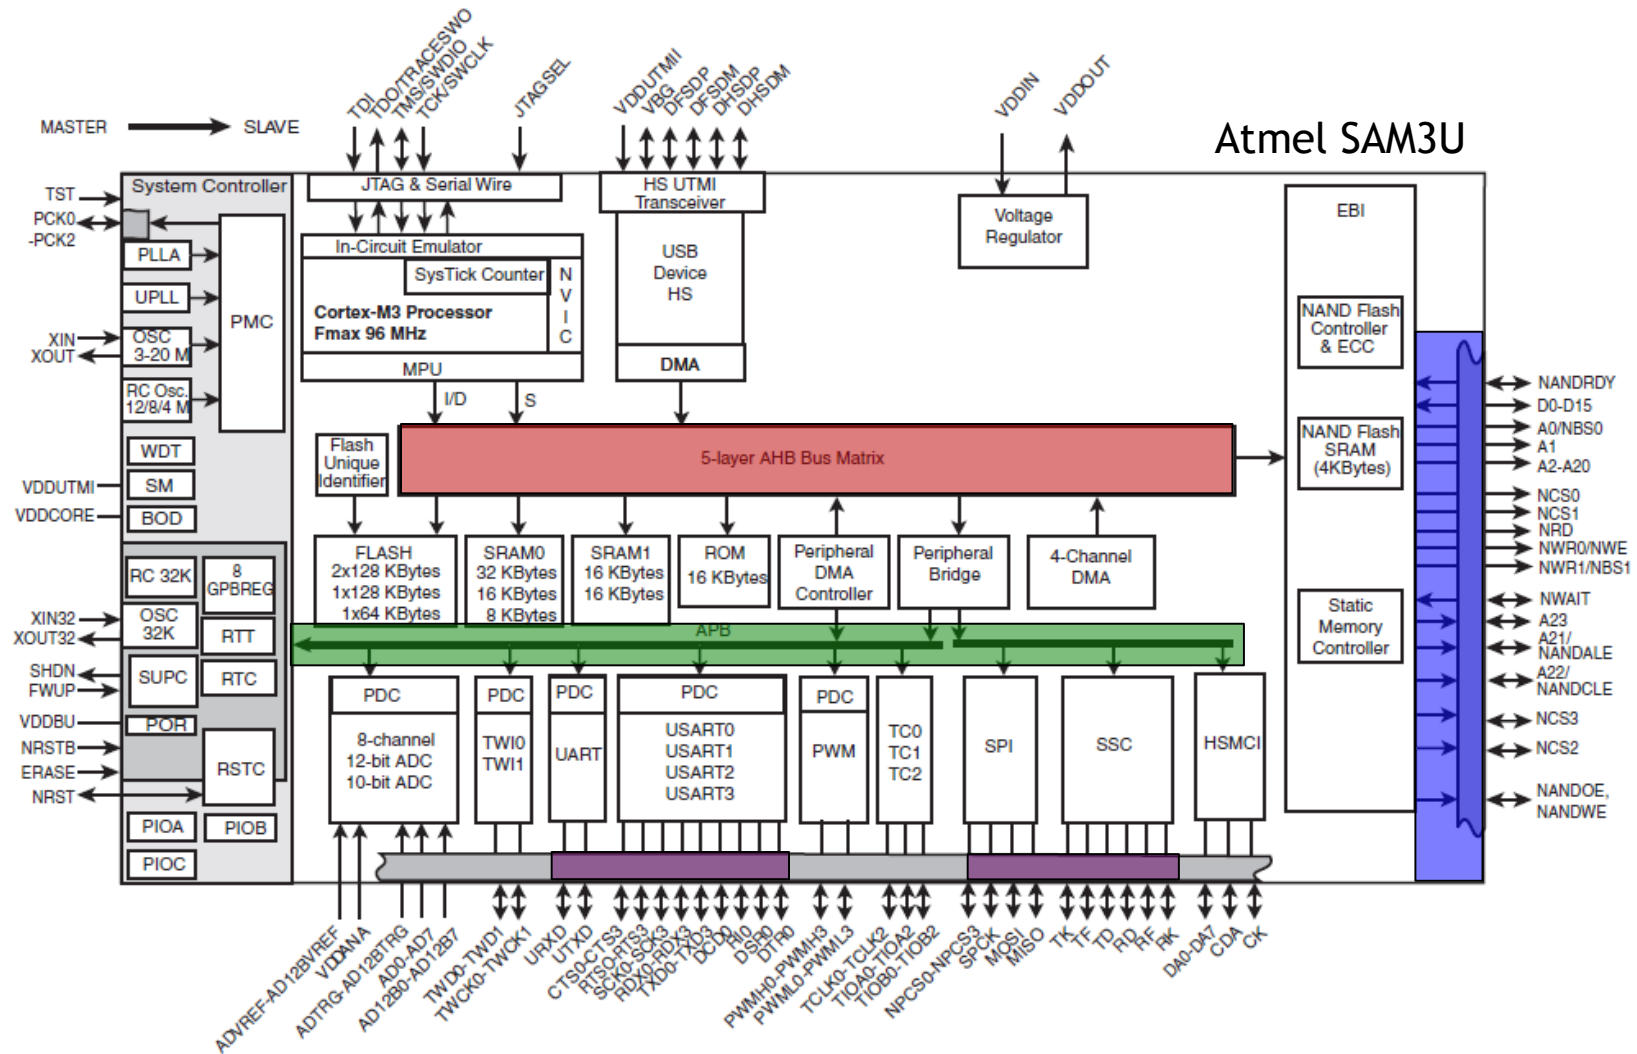 Atmel SAM3U
MASTER
SLAVE
TDI
TDO/TRACESWO
TMS/SWDIO
TCK/SWCLK
JTAGSEL
VDDUTMII
VBG
DFSDP
DFSDM
DHSDP
DHSDM
VDDIN
VDDOUT
TST
PCK0
-PCK2
XIN
XOUT
VDDUTMI
VDDCORE
XIN32
XOUT32
SHDN
FWUP
VDDBU
NRSTB
ERASE
NRST
System Controller
PLLA
UPLL
PMC
OSC
3-20 M
RC Osc.
12/8/4 M
WDT
SM
BOD
RC 32K
8
GPBREG
OSC
32K
RTT
SUPC
RTC
POR
RSTC
PIOA
PIOB
PIOC
JTAG & Serial Wire
In-Circuit Emulator
SysTick Counter
N
V
I
C
Cortex-M3 Processor
Fmax 96 MHz
MPU
I/D
S
HS UTMI
Transceiver
USB
Device
HS
DMA
Voltage
Regulator
Flash
Unique
Identifier
5-layer AHB Bus Matrix
FLASH
2x128 KBytes
1x128 KBytes
1x64 KBytes
SRAM0
32 KBytes
16 KBytes
8 KBytes
SRAM1
16 KBytes
16 KBytes
ROM
16 KBytes
Peripheral
DMA
Controller
Peripheral
Bridge
4-Channel
DMA
APB
PDC
8-channel
12-bit ADC
10-bit ADC
PDC
TWI0
TWI1
PDC
UART
PDC
USART0
USART1
USART2
USART3
PDC
PWM
TC0
TC1
TC2
SPI
SSC
HSMCI
EBI
NAND Flash
Controller
& ECC
NAND Flash
SRAM
(4KBytes)
Static
Memory
Controller
NANDRDY
D0-D15
A0/NBS0
A1
A2-A20
NCS0
NCS1
NRD
NWR0/NWE
NWR1/NBS1
NWAIT
A23
A21/
NANDALE
A22/
NANDCLE
NCS3
NCS2
NANDOE,
NANDWE
ADVREF-AD12BVREF
VDDANA
ADTRG-AD12BTRG
AD0-AD7
AD12B0-AD12B7
TWD0-TWD1
TWCK0-TWCK1
URXD
UTXD
CTS0-CTS3
RTS0-RTS3
SCK0-SCK3
RDX0-RDX3
TXD0-TXD3
DCD0
RI0
DSR0
DTR0
PWMH0-PWMH3
PWML0-PWML3
TCLK0-TCLK2
TIOA0-TIOA2
TIOB0-TIOB2
NPCS0-NPCS3
SPCK
MOSI
MISO
TK
TF
TD
RD
RF
RK
DA0-DA7
CDA
CK